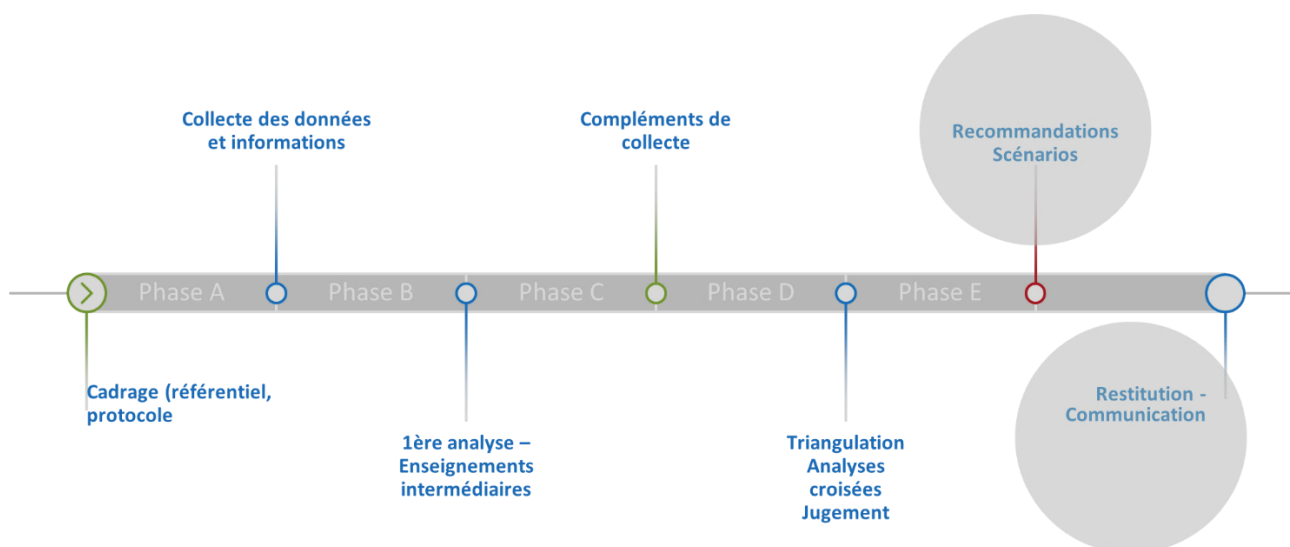 Collecte des données
et informations
Compléments de
collecte
Recommandations
Scénarios
Phase A
Phase B
Phase C
Phase D
Phase E
Cadrage (référentiel,
protocole
1ère analyse –
Enseignements
intermédiaires
Triangulation
Analyses
croisées
Jugement
Restitution -
Communication